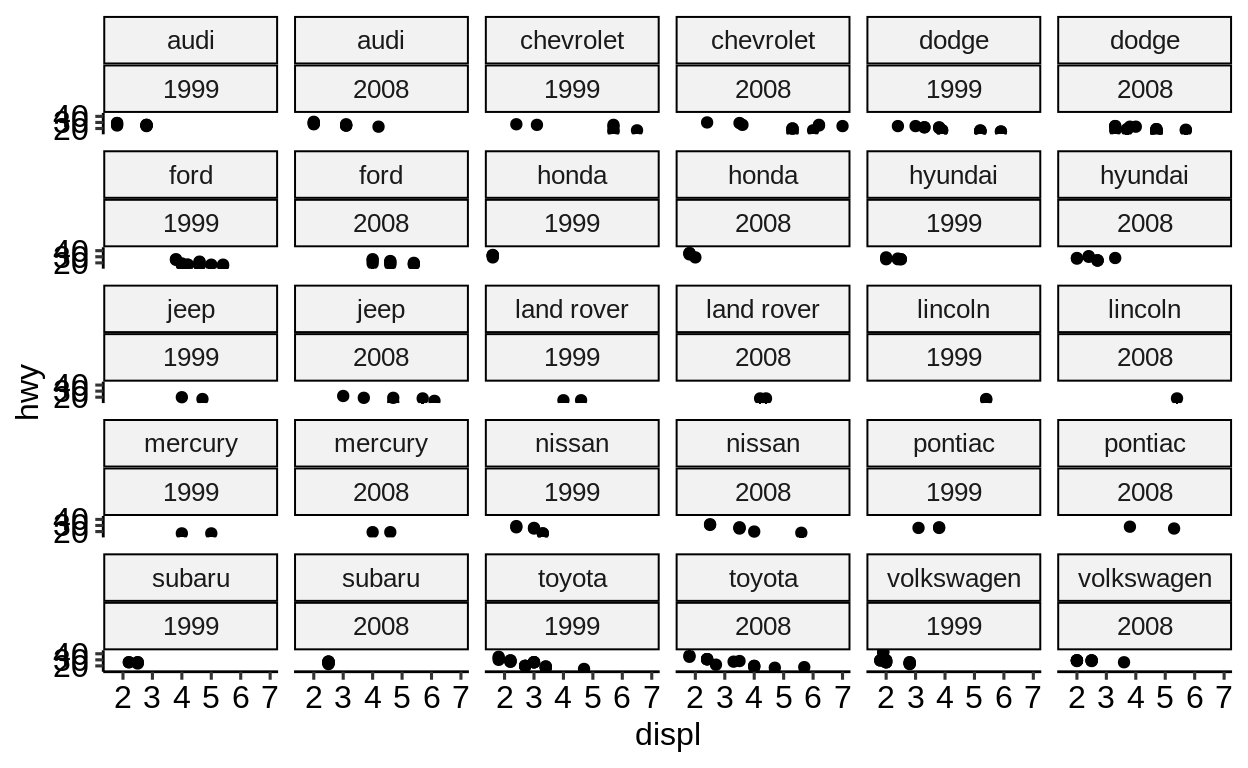 audi audi chevrolet chevrolet dodge dodge
1999 2008 1999 2008 1999 2008
40
30
20
ford ford honda honda hyundai hyundai
1999 2008 1999 2008 1999 2008
40
30
20
jeep jeep land rover land rover lincoln lincoln
1999 2008 1999 2008 1999 2008
40
30
20
hwy
mercury mercury nissan nissan pontiac pontiac
1999 2008 1999 2008 1999 2008
40
30
20
subaru subaru toyota toyota volkswagen volkswagen
1999 2008 1999 2008 1999 2008
40
30
20
2 3 4 5 6 7 2 3 4 5 6 7 2 3 4 5 6 7 2 3 4 5 6 7 2 3 4 5 6 7 2 3 4 5 6 7
displ